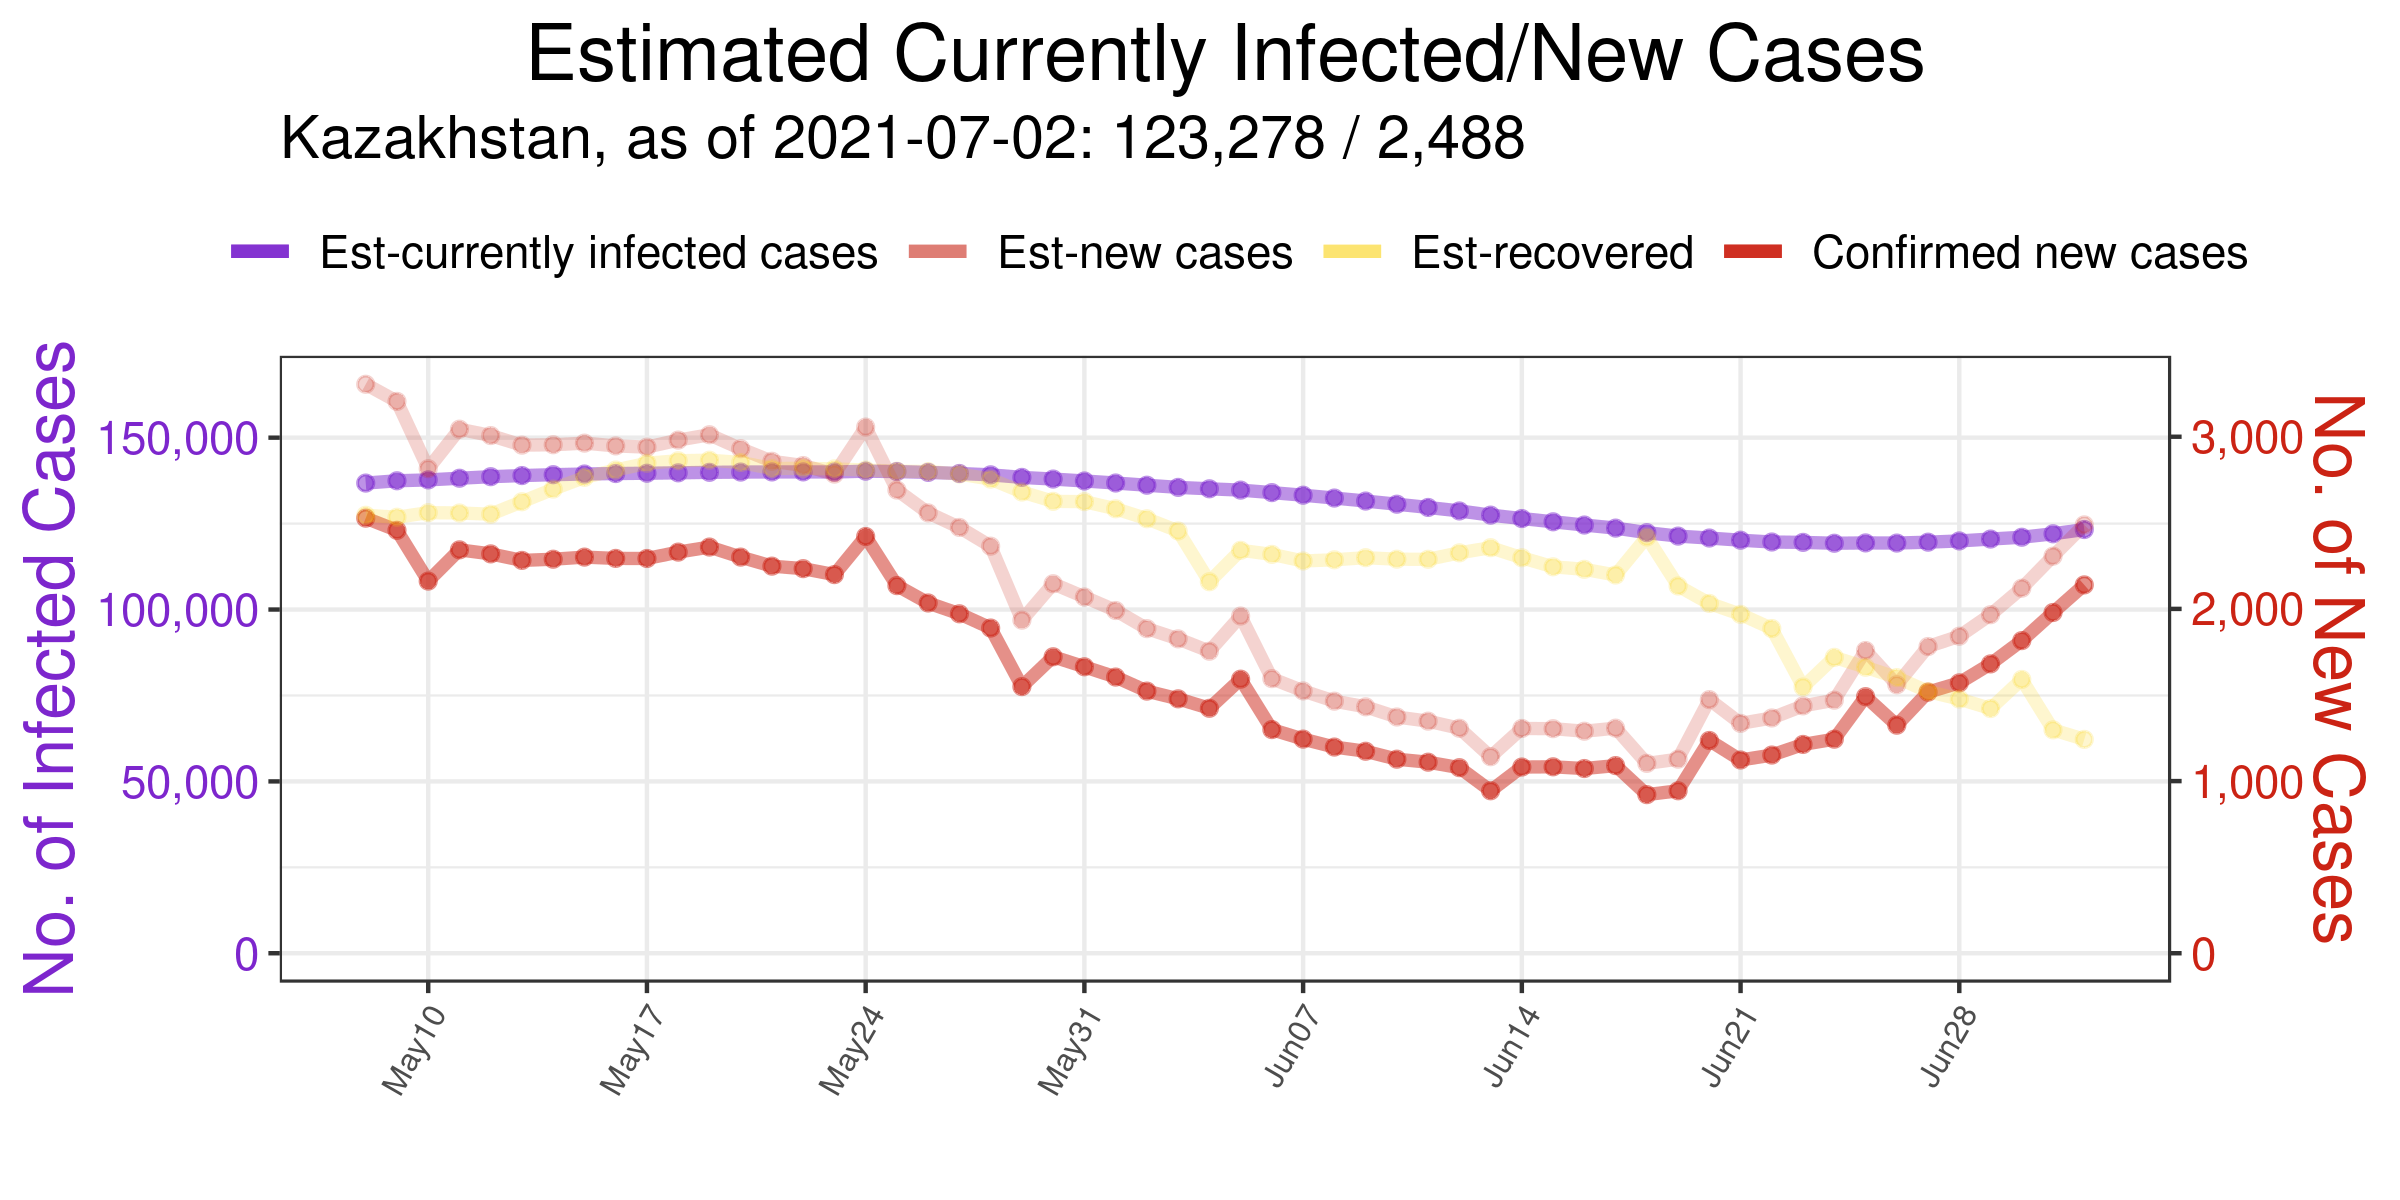 Estimated Currently Infected/New Cases
Kazakhstan, as of 2021-07-02: 123,278 / 2,488
Est-currently infected cases Est-new cases Est-recovered Confirmed new cases
No. of Infected Cases
150,000
100,000
50,000
0
3,000
2,000
1,000
0
No. of New Cases
May10 May17 May24 May31 Jun07 Jun14 Jun21 Jun28